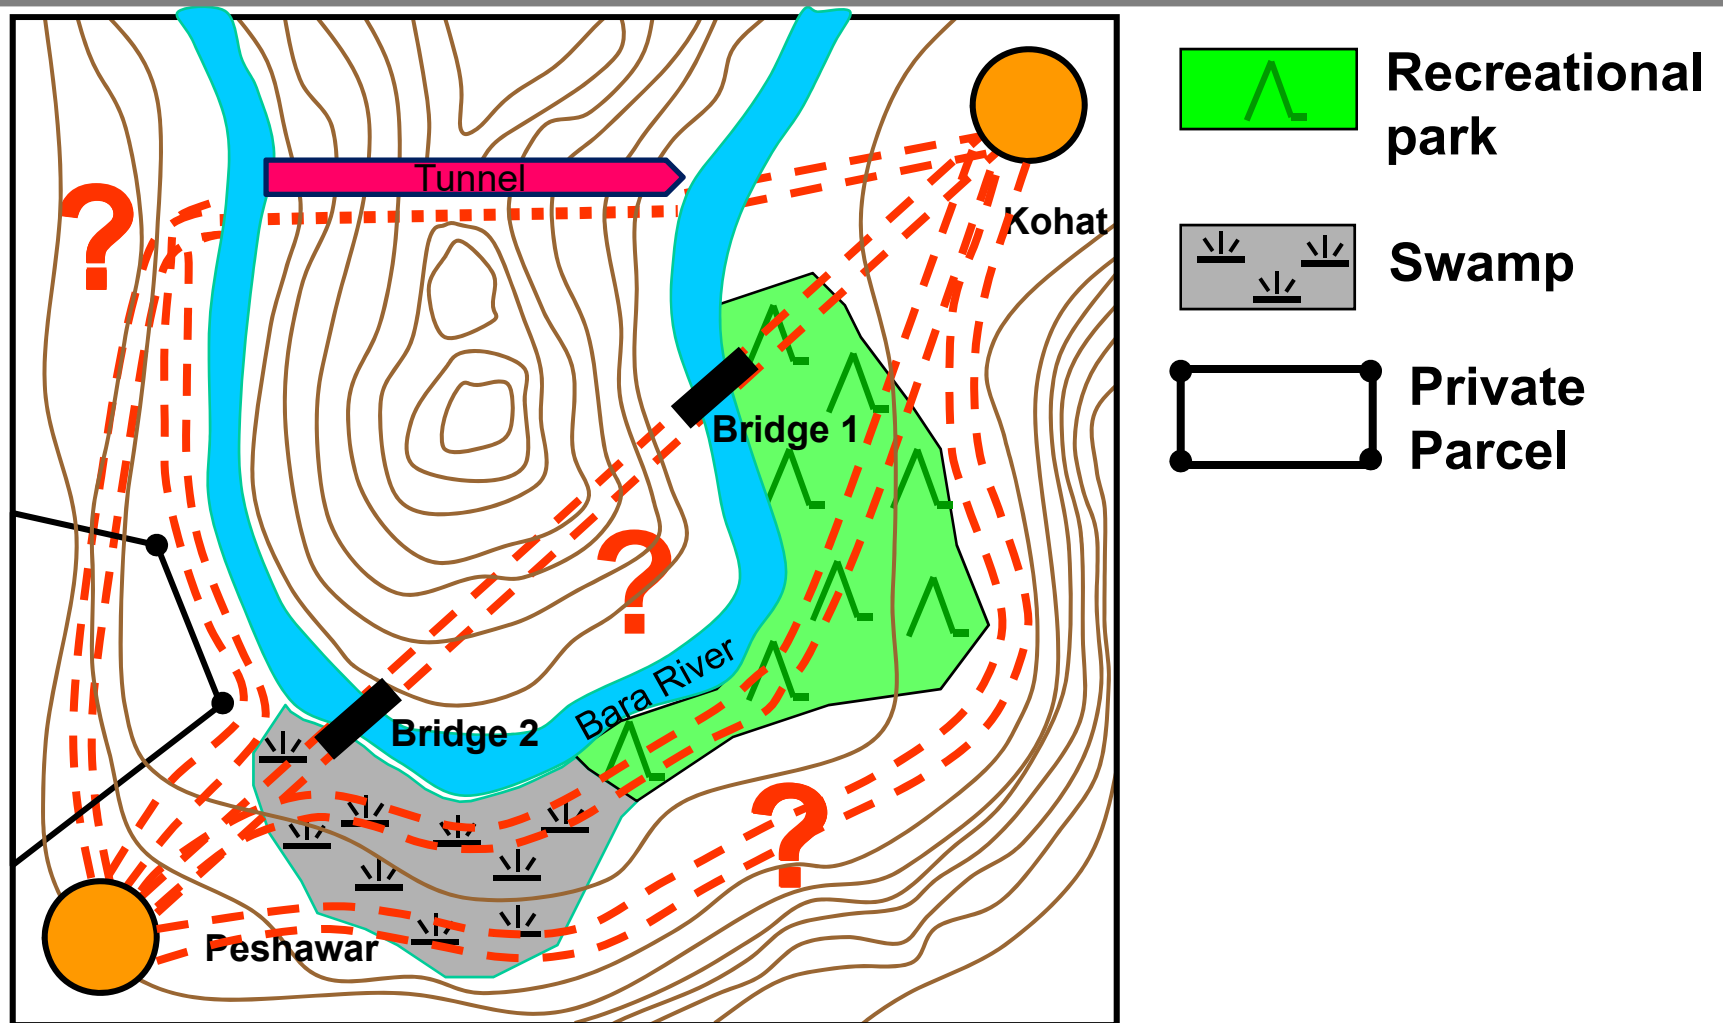 Tunnel
?
Kohat
Bridge 1
?
Bara River
Bridge 2
?
Peshawar
Recreational
park
Swamp
Private
Parcel